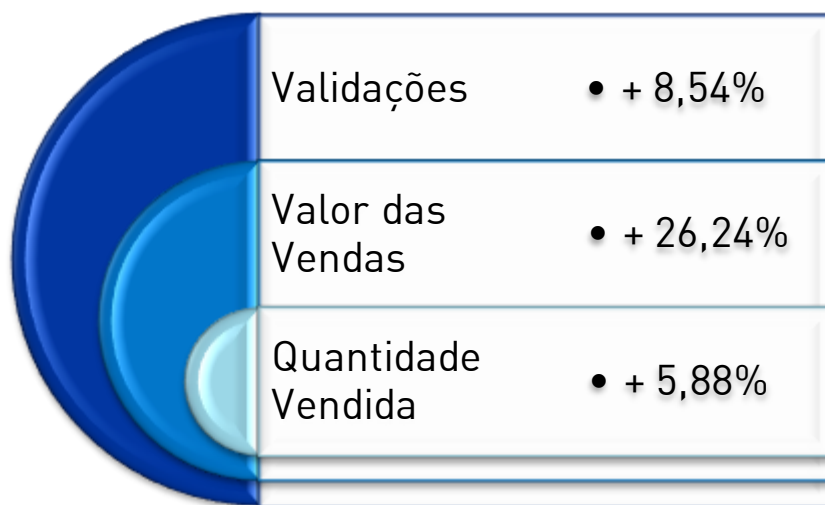 Validações • + 8,54%
Valor das
Vendas • + 26,24%
Quantidade
Vendida • + 5,88%